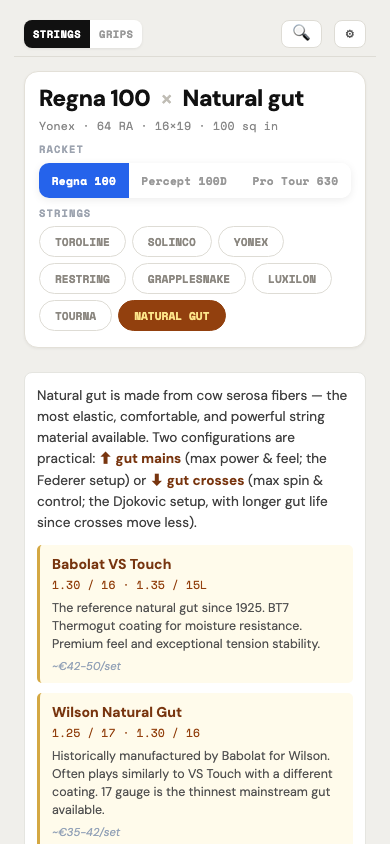 STRINGS GRIPS
Regna 100 × Natural gut
Yonex · 64 RA · 16×19 · 100 sq in
RACKET
Regna 100 Percept 100D Pro Tour 630
STRINGS
TOROLINE SOLINCO YONEX
RESTRING GRAPPLESNAKE LUXILON
TOURNA NATURAL GUT
Natural gut is made from cow serosa fibers — the
most elastic, comfortable, and powerful string
material available. Two configurations are
practical: ⬆ gut mains (max power & feel; the
Federer setup) or ⬇ gut crosses (max spin &
control; the Djokovic setup, with longer gut life
since crosses move less).
Babolat VS Touch
1.30 / 16 · 1.35 / 15L
The reference natural gut since 1925. BT7
Thermogut coating for moisture resistance.
Premium feel and exceptional tension stability.
~€42-50/set
Wilson Natural Gut
1.25 / 17 · 1.30 / 16
Historically manufactured by Babolat for Wilson.
Often plays similarly to VS Touch with a different
coating. 17 gauge is the thinnest mainstream gut
available.
~€35-42/set